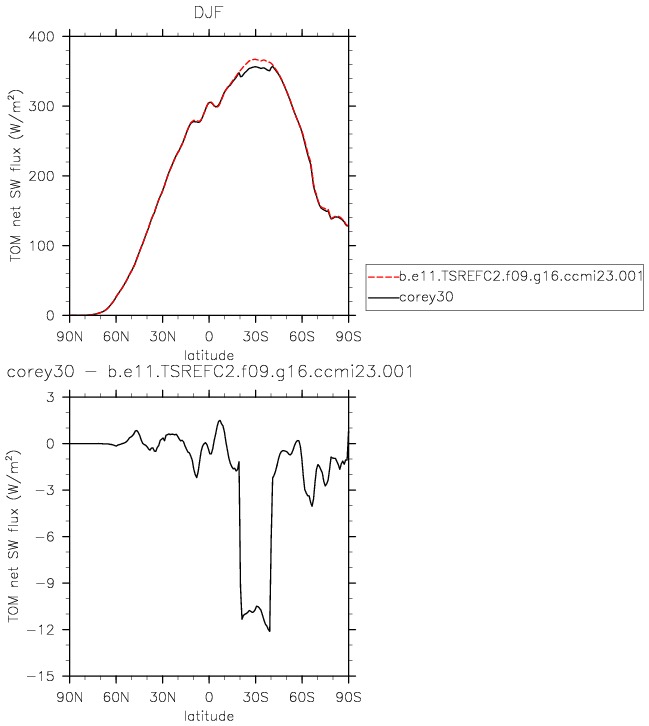 DJF
400
300
200
100
0
TOM net SW flux (W/m²)
90N 60N 30N 0 30S 60S 90S
latitude
b.e11.TSREFC2.f09.g16.ccmi23.001
corey30
corey30 − b.e11.TSREFC2.f09.g16.ccmi23.001
3
0
−3
−6
−9
−12
−15
TOM net SW flux (W/m²)
90N 60N 30N 0 30S 60S 90S
latitude